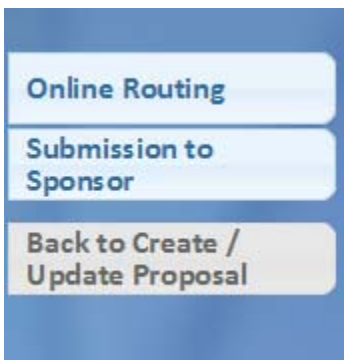 Online Routing
Submission to
Sponsor
Back to Create /
Update Proposal